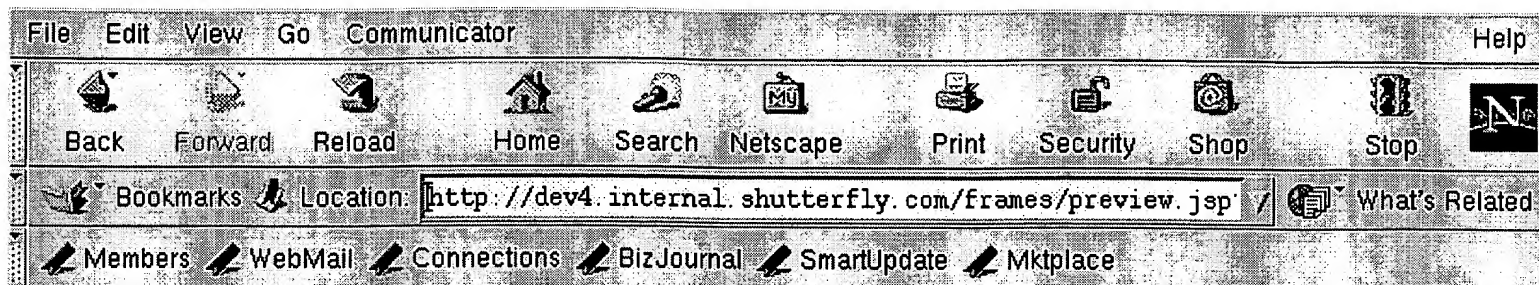 File Edit View Go Communicator Help
My N
Back Forward Reload Home Search Netscape Print Security Shop Stop
Bookmarks Location: http://dev4.internal.shutterfly.com/frames/preview.jsp What's Related
Members WebMail Connections BizJournal SmartUpdate Mktplace